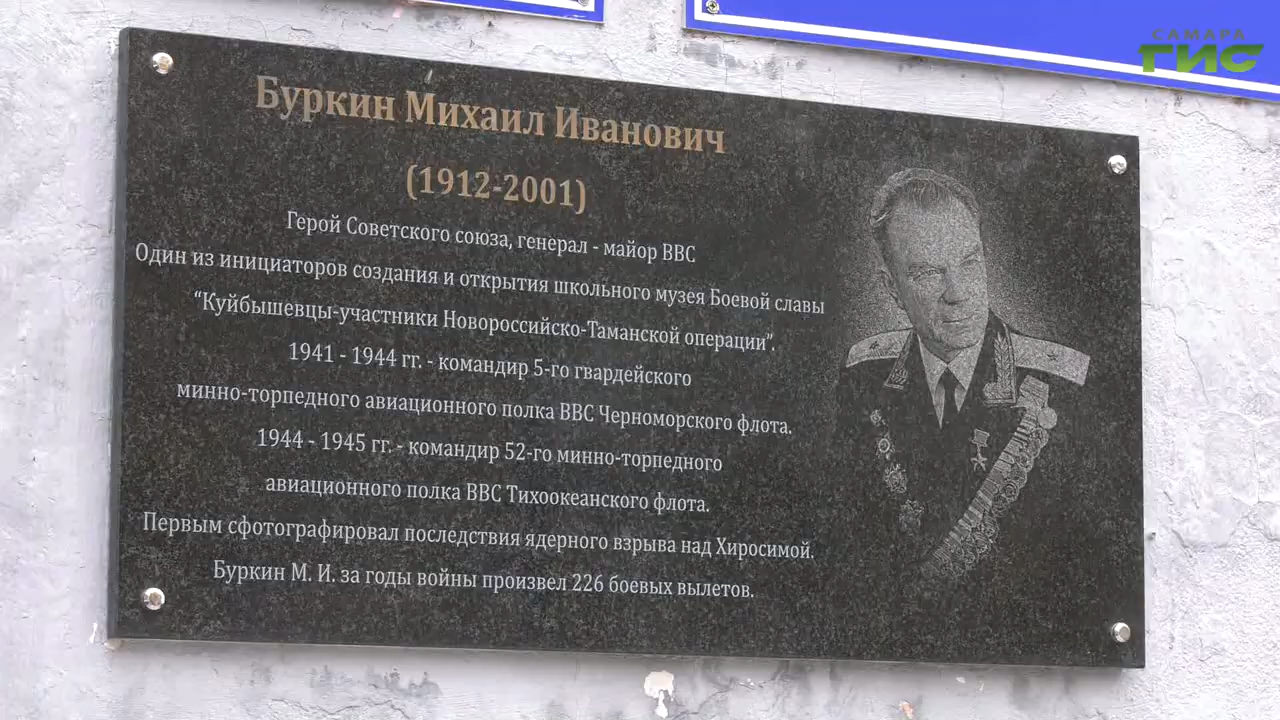 САМАРА
ГИС
Буркин Михаил Иванович
(1912-2001)
Герой Советского союза, генерал - майор ВВС
Один из инициаторов создания и открытия школьного музея Боевой славы
“Куйбышевцы-участники Новороссийско-Таманской операции”.
1941 - 1944 гг. - командир 5-го гвардейского
минно-торпедного авиационного полка ВВС Черноморского флота.
1944 - 1945 гг. - командир 52-го минно-торпедного
авиационного полка ВВС Тихоокеанского флота.
Первым сфотографировал последствия ядерного взрыва над Хиросимой.
Буркин М. И. за годы войны произвел 226 боевых вылетов.